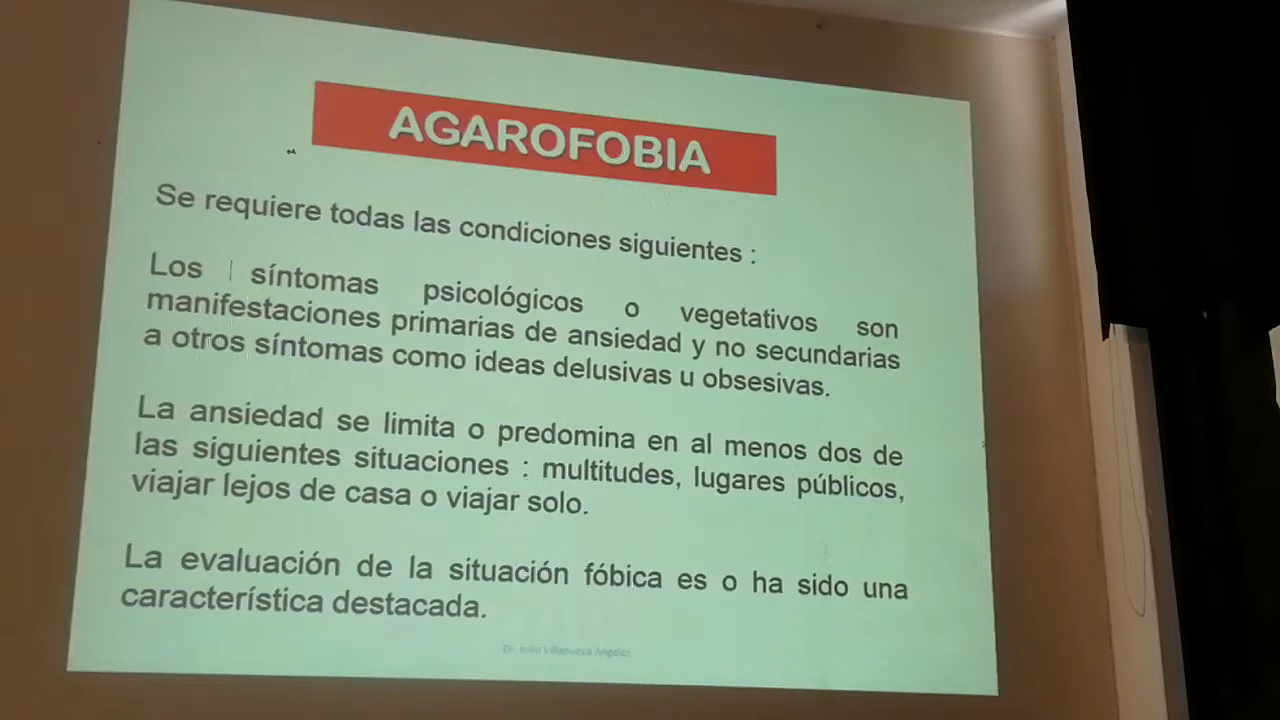 AGAROFOBIA
Se requiere todas las condiciones siguientes :
Los síntomas psicológicos o vegetativos son
manifestaciones primarias de ansiedad y no secundarias
a otros síntomas como ideas delusivas u obsesivas.
La ansiedad se limita o predomina en al menos dos de
las siguientes situaciones : multitudes, lugares públicos,
viajar lejos de casa o viajar solo.
La evaluación de la situación fóbica es o ha sido una
característica destacada.
Dr. Julio Villanueva Angeles